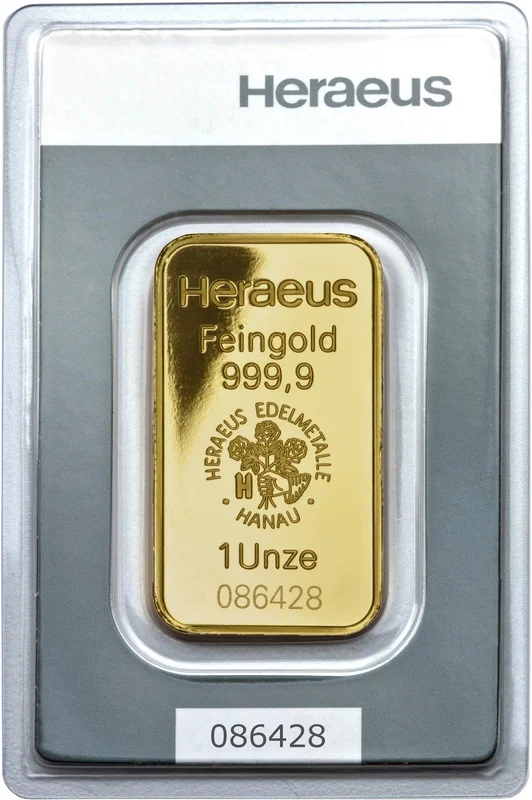 Heraeus
Heraeus
Feingold
999,9
HERAEUS EDELMETALLE
H
· HANAU ·
1 Unze
086428
086428